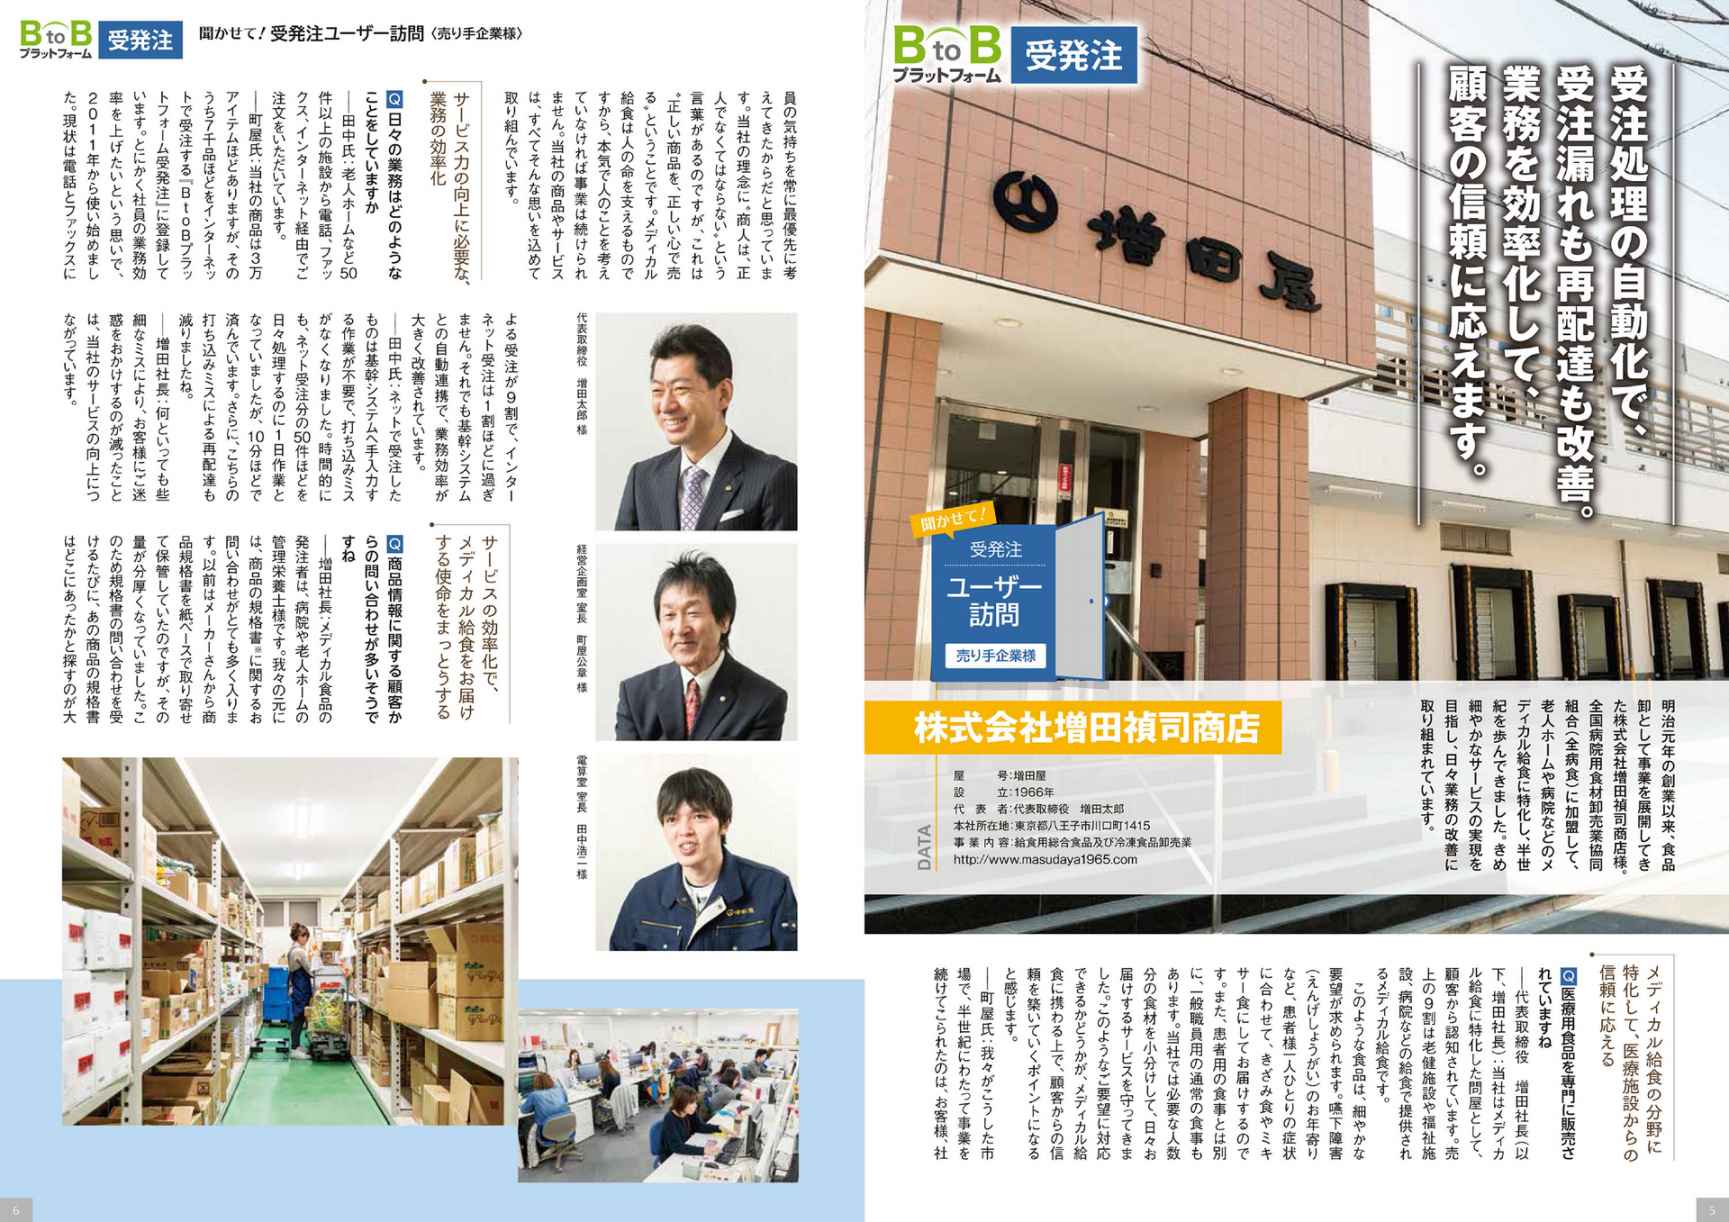 BtoB
プラットフォーム
受発注
受注処理の自動化で、
受注漏れも再配達も改善。
業務を効率化して、
顧客の信頼に応えます。
増田屋
聞かせて！
受発注
ユーザー
訪問
売り手企業様
株式会社増田禎司商店
DATA
屋号：増田屋
設立：1966年
代表者：代表取締役 増田太郎
本社所在地：東京都八王子市川口町1415
事業内容：給食用総合食品及び冷凍食品卸売業
http://www.masudaya1965.com
明治元年の創業以来、食品
卸として事業を展開してき
た株式会社増田禎司商店様。
全国病院用食材卸売業協同
組合（全病食）に加盟して、
老人ホームや病院などのメ
ディカル給食に特化し、半世
紀を歩んできました。きめ
細やかなサービスの実現を
目指し、日々業務の改善に
取り組まれています。
メディカル給食の分野に
特化して、医療施設からの
信頼に応える
Q 医療用食品を専門に販売さ
れていますね
――代表取締役 増田社長（以
下、増田社長）：当社はメディカ
ル給食に特化した問屋として、
顧客から認知されています。売
上の９割は老健施設や福祉施
設、病院などの給食で提供され
るメディカル給食です。
このような食品は、細やかな
要望が求められます。嚥下障害
（えんげしょうがい）のお年寄り
など、患者様一人ひとりの症状
に合わせて、きざみ食やミキ
サー食にしてお届けするので
す。また、患者用の食事とは別
に、一般職員用の通常の食事も
あります。当社では必要な人数
分の食材を小分けして、日々お
届けするサービスを守ってきま
した。このようなご要望に対応
できるかどうかが、メディカル給
食に携わる上で、顧客からの信
頼を築いていくポイントになる
と感じます。
――町屋氏：我々がこうした市
場で、半世紀にわたって事業を
続けてこられたのは、お客様、社
5
BtoB
プラットフォーム
受発注
聞かせて！受発注ユーザー訪問〈売り手企業様〉
員の気持ちを常に最優先に考
えてきたからだと思っていま
す。当社の理念に“商人は、正
人でなくてはならない”という
言葉があるのですが、これは
“正しい商品を、正しい心で売
る”ということです。メディカル
給食は人の命を支えるもので
すから、本気で人のことを考え
ていなければ事業は続けられ
ません。当社の商品やサービス
は、すべてそんな思いを込めて
取り組んでいます。
サービス力の向上に必要な、
業務の効率化
Q 日々の業務はどのような
ことをしていますか
――田中氏：老人ホームなど50
件以上の施設から電話、ファッ
クス、インターネット経由でご
注文をいただいています。
――町屋氏：当社の商品は３万
アイテムほどありますが、その
うち７千品ほどをインターネッ
トで受注する『BtoBプラッ
トフォーム受発注』に登録して
います。とにかく社員の業務効
率を上げたいという思いで、
２０１１年から使い始めまし
た。現状は電話とファックスに
よる受注が９割で、インター
ネット受注は１割ほどに過ぎ
ません。それでも基幹システム
との自動連携で、業務効率が
大きく改善されています。
――田中氏：ネットで受注した
ものは基幹システムへ手入力す
る作業が不要で、打ち込みミス
がなくなりました。時間的に
も、ネット受注分の50件ほどを
日々処理するのに１日作業と
なっていましたが、10分ほどで
済んでいます。さらに、こちらの
打ち込みミスによる再配達も
減りましたね。
――増田社長：何といっても些
細なミスにより、お客様にご迷
惑をおかけするのが減ったこと
は、当社のサービスの向上につ
ながっています。
代表取締役 増田太郎 様
経営企画室 室長 町屋公章 様
電算室 室長 田中浩二 様
サービスの効率化で、
メディカル給食をお届け
する使命をまっとうする
Q 商品情報に関する顧客か
らの問い合わせが多いそうで
すね
――増田社長：メディカル食品の
発注者は、病院や老人ホームの
管理栄養士様です。我々の元に
は、商品の規格書※に関するお
問い合わせがとても多く入りま
す。以前はメーカーさんから商
品規格書を紙ベースで取り寄せ
て保管していたのですが、その
量が分厚くなっていました。こ
のため規格書の問い合わせを受
けるたびに、あの商品の規格書
はどこにあったかと探すのが大
6